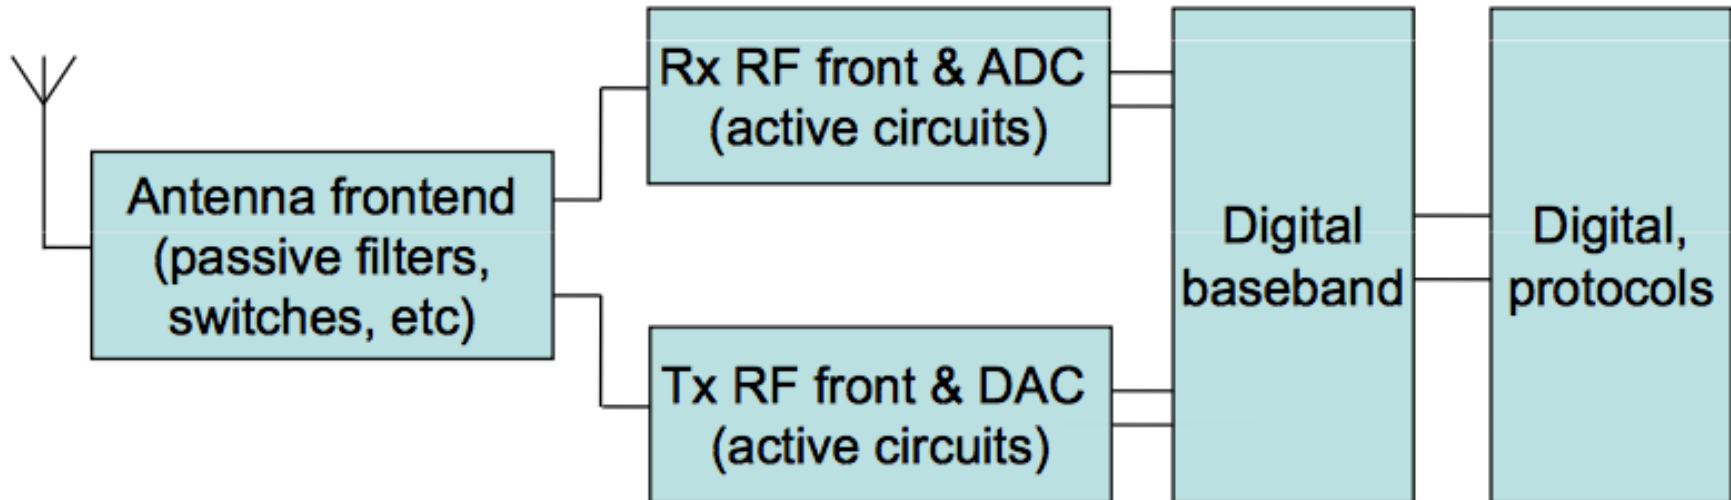 Antenna frontend
(passive filters,
switches, etc)
Rx RF front & ADC
(active circuits)
Tx RF front & DAC
(active circuits)
Digital
baseband
Digital,
protocols